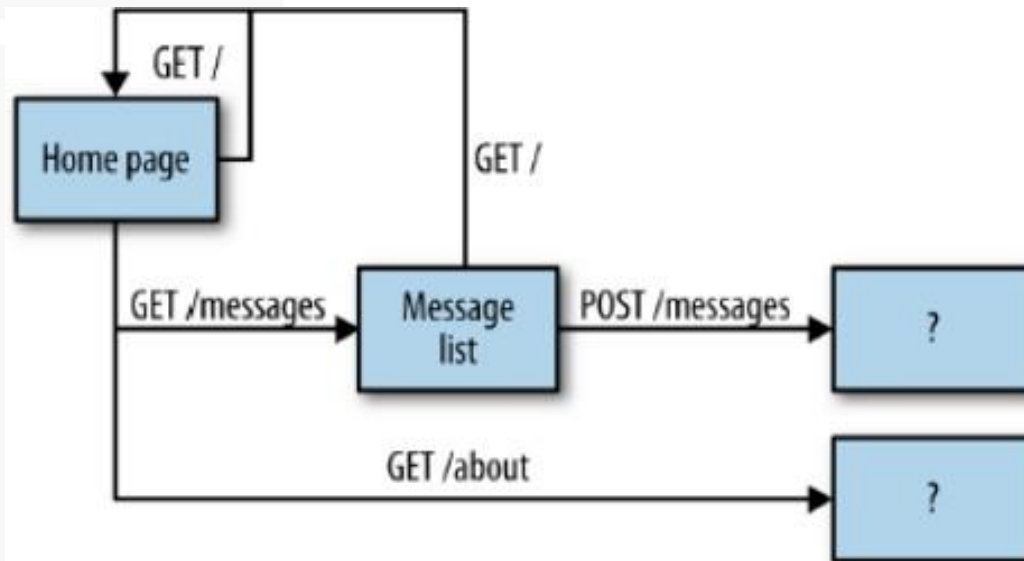 GET /
Home page
GET /
GET /messages
Message
list
POST /messages
?
GET /about
?